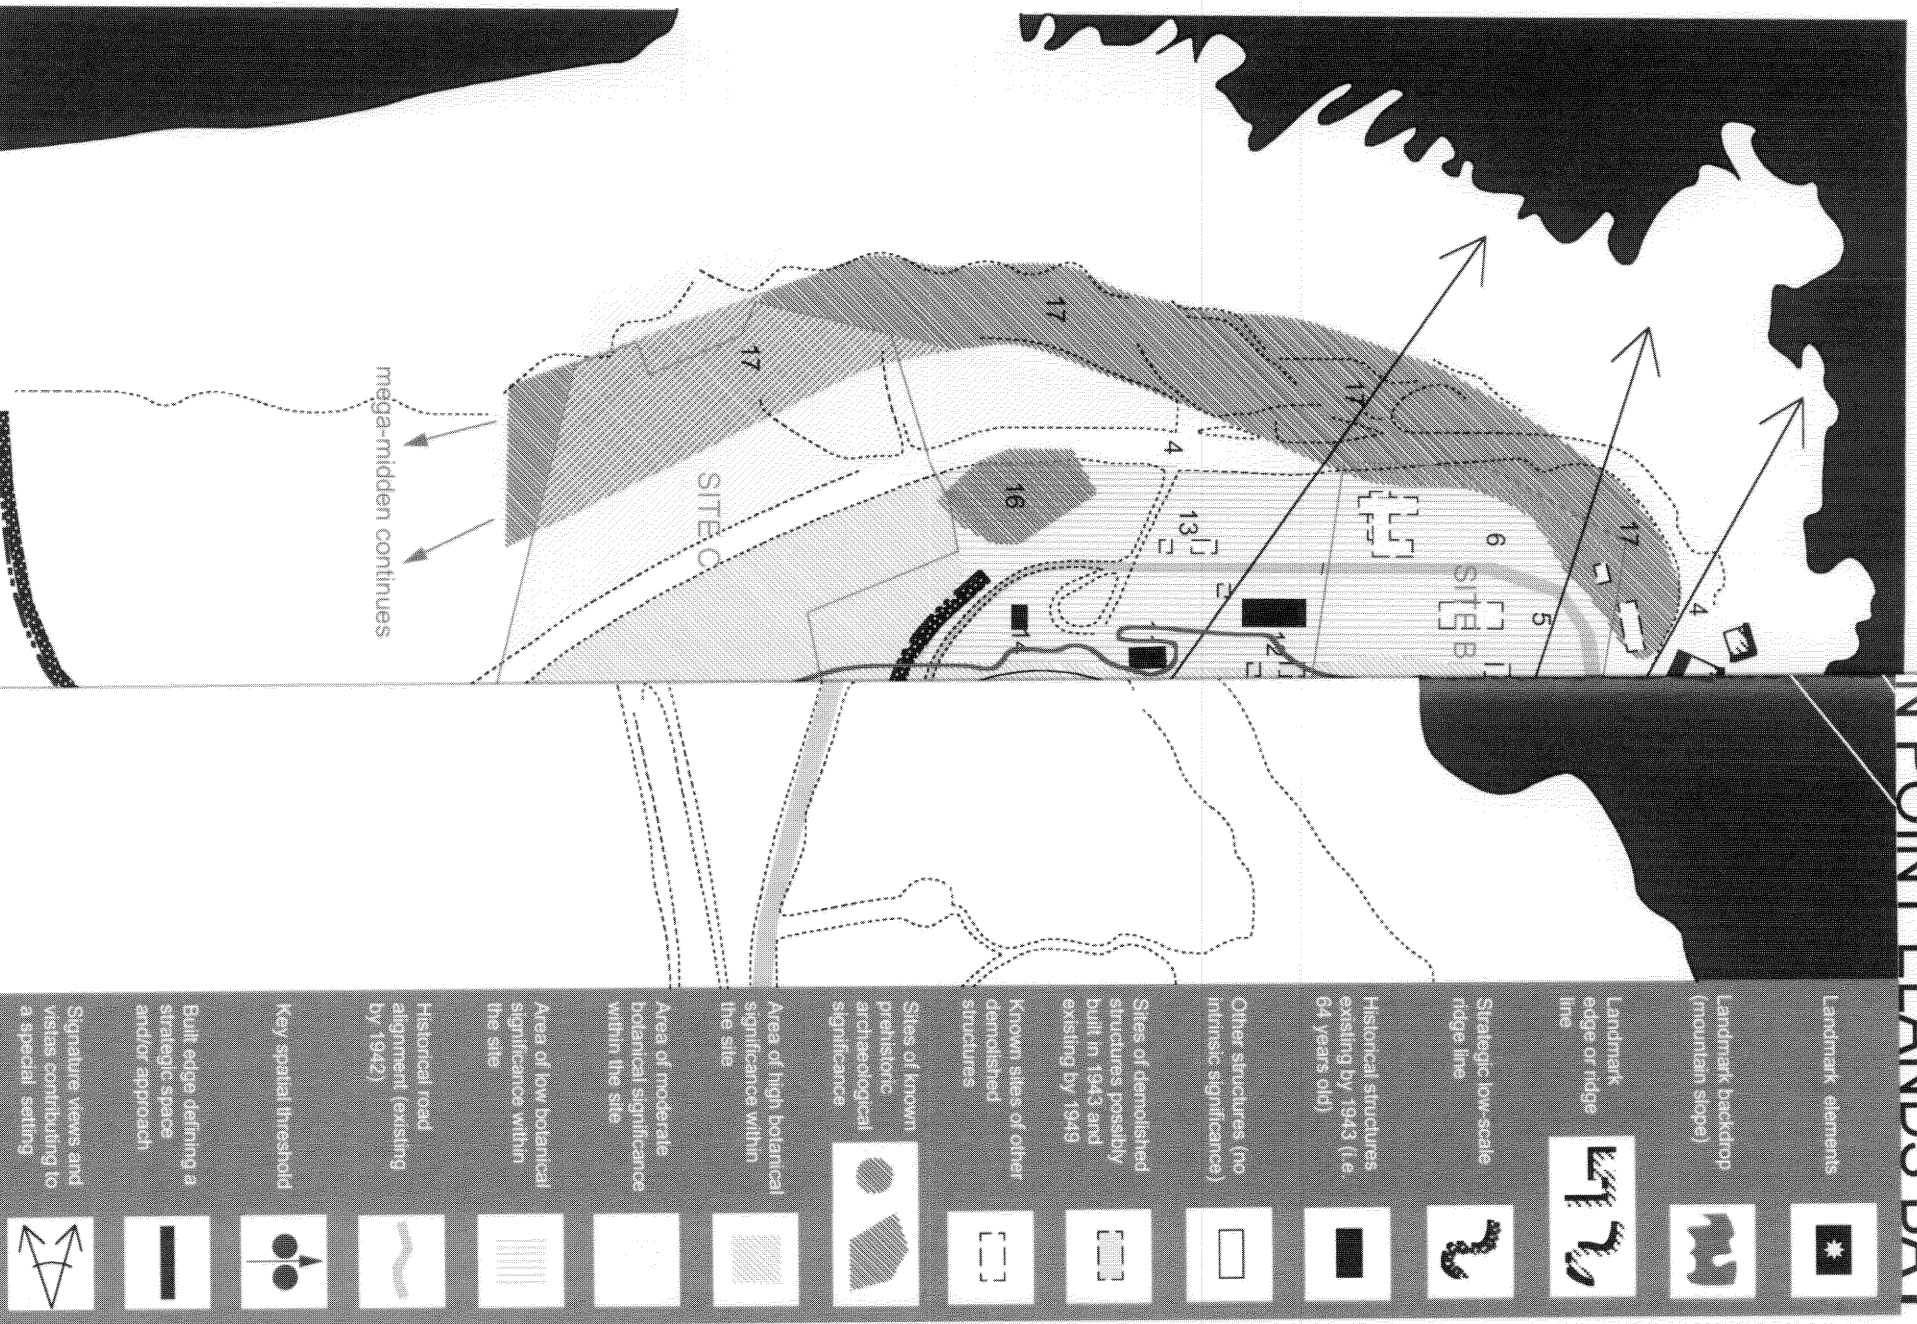 Landmark elements
Landmark backdrop
(mountain slope)
Landmark
edge or ridge
line
Strategic low-scale
ridge line
Historical structures
existing by 1943 (i.e.
64 years old)
Other structures (no
intrinsic significance)
Sites of demolished
structures possibly
built in 1943 and
existing by 1949
Known sites of other
demolished
structures
Sites of known
prehistoric
archaeological
significance
Area of high botanical
significance within
the site
Area of moderate
botanical significance
within the site
Area of low botanical
significance within
the site
Historical road
alignment (existing
by 1942)
Key spatial threshold
Built edge defining a
strategic space
and/or approach
Signature views and
vistas contributing to
a special setting
4
17
5
SITE B
6
17
13
4
17
16
17
SITE C
mega-midden continues